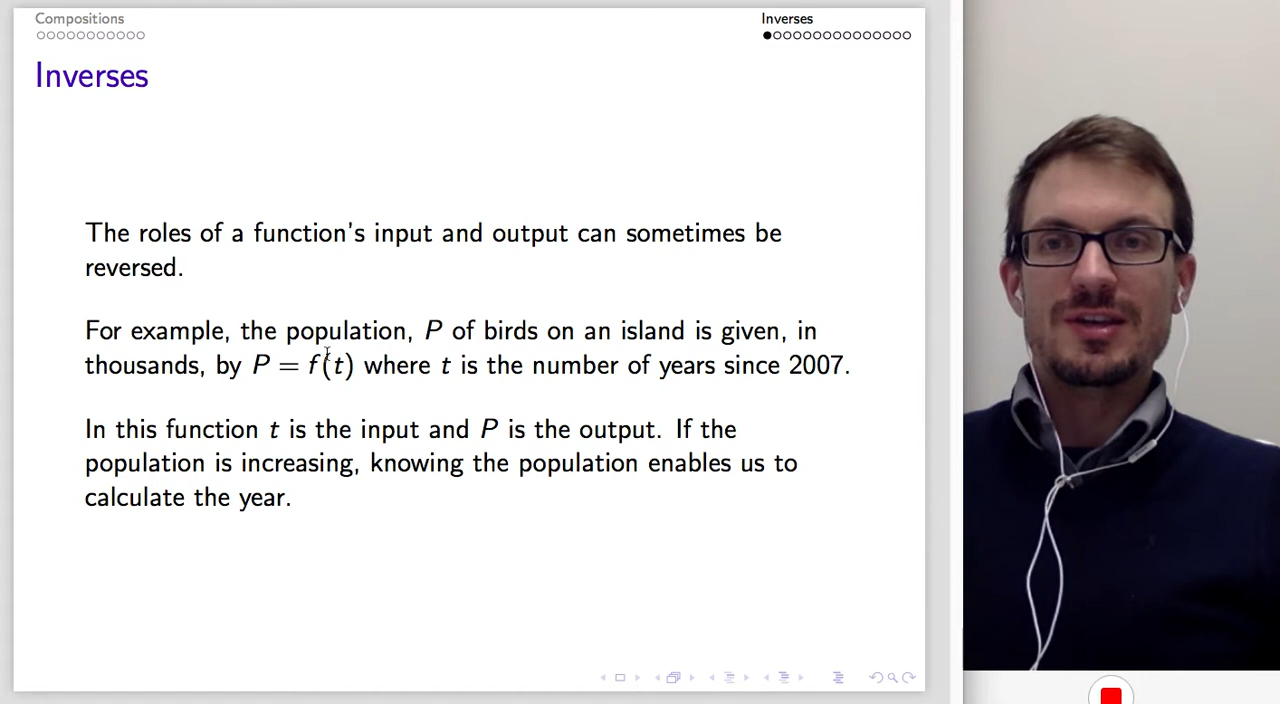 Compositions
Inverses
Inverses
The roles of a function's input and output can sometimes be
reversed.
For example, the population, P of birds on an island is given, in
thousands, by P = f(t) where t is the number of years since 2007.
In this function t is the input and P is the output. If the
population is increasing, knowing the population enables us to
calculate the year.